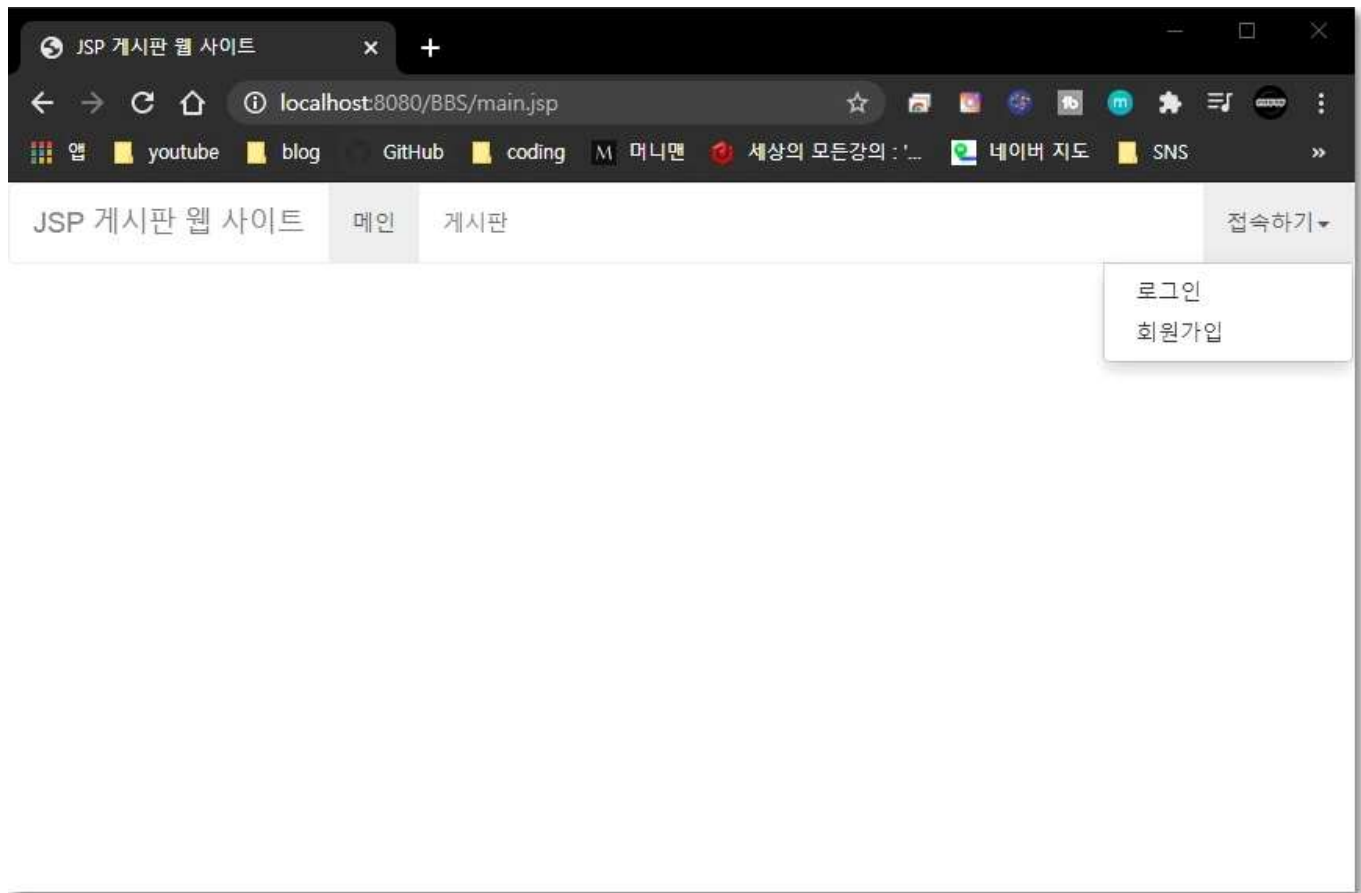 JSP 게시판 웹 사이트
localhost:8080/BBS/main.jsp
앱 youtube blog GitHub coding M 머니맨 세상의 모든강의 : '... 네이버 지도 SNS »
JSP 게시판 웹 사이트 메인 게시판 접속하기
로그인
회원가입